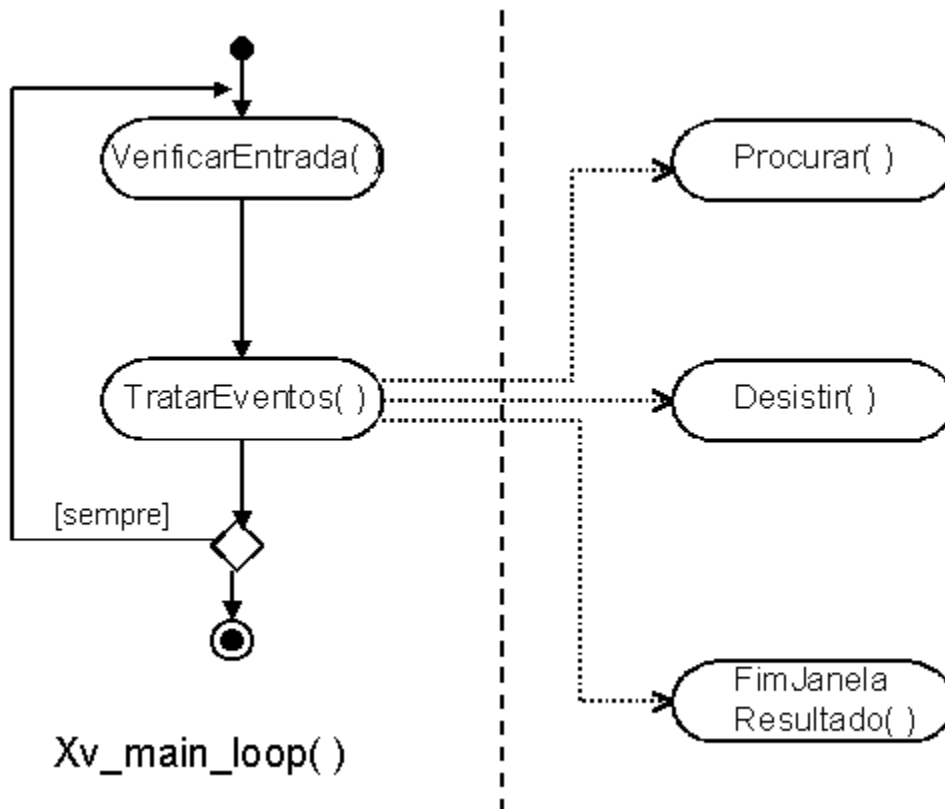 VerificarEntrada( )
Procurar( )
TratarEventos( )
Desistir( )
[sempre]
FimJanela
Resultado( )
Xv_main_loop( )